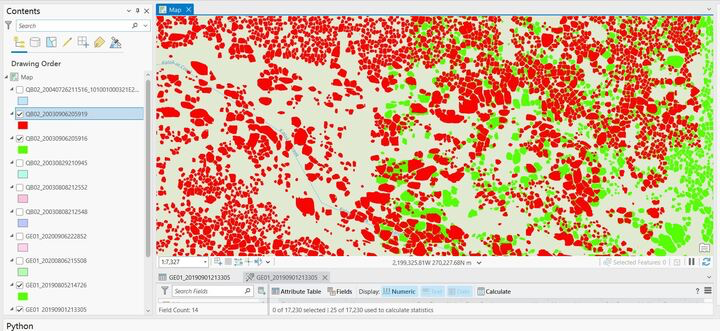 Contents
Search
Drawing Order
Map
QB02_20040726211516_101001000321E2...
QB02_20030906205919
QB02_20030906205916
QB02_20030829210945
QB02_20030808212552
QB02_20030808212548
GE01_20200906222852
GE01_20200806215508
GE01_20190805214726
GE01_20190901213305
Map
1:7,327
2,199,325.81W 270,227.68N m
Selected Features: 0
GE01_20190901213305
GE01_20190901213305
Search Fields
Attribute Table
Fields
Display:
Numeric
Text
Date
Calculate
Field Count: 14
0 of 17,230 selected | 25 of 17,230 used to calculate statistics
Python